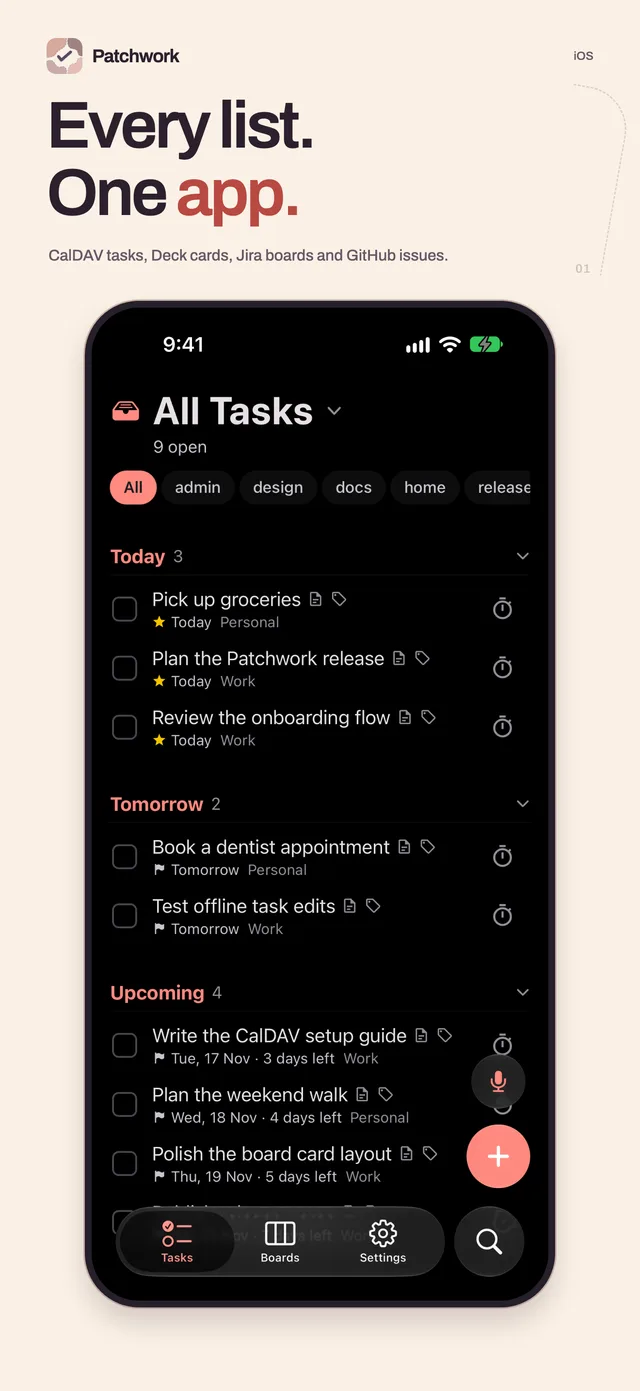 Patchwork
iOS
Every list.
One app.
CalDAV tasks, Deck cards, Jira boards and GitHub issues.
01
9:41
All Tasks
9 open
All admin design docs home release
Today 3
Pick up groceries
Today Personal
Plan the Patchwork release
Today Work
Review the onboarding flow
Today Work
Tomorrow 2
Book a dentist appointment
Tomorrow Personal
Test offline task edits
Tomorrow Work
Upcoming 4
Write the CalDAV setup guide
Tue, 17 Nov · 3 days left Work
Plan the weekend walk
Wed, 18 Nov · 4 days left Personal
Polish the board card layout
Thu, 19 Nov · 5 days left Work
Tasks Boards Settings